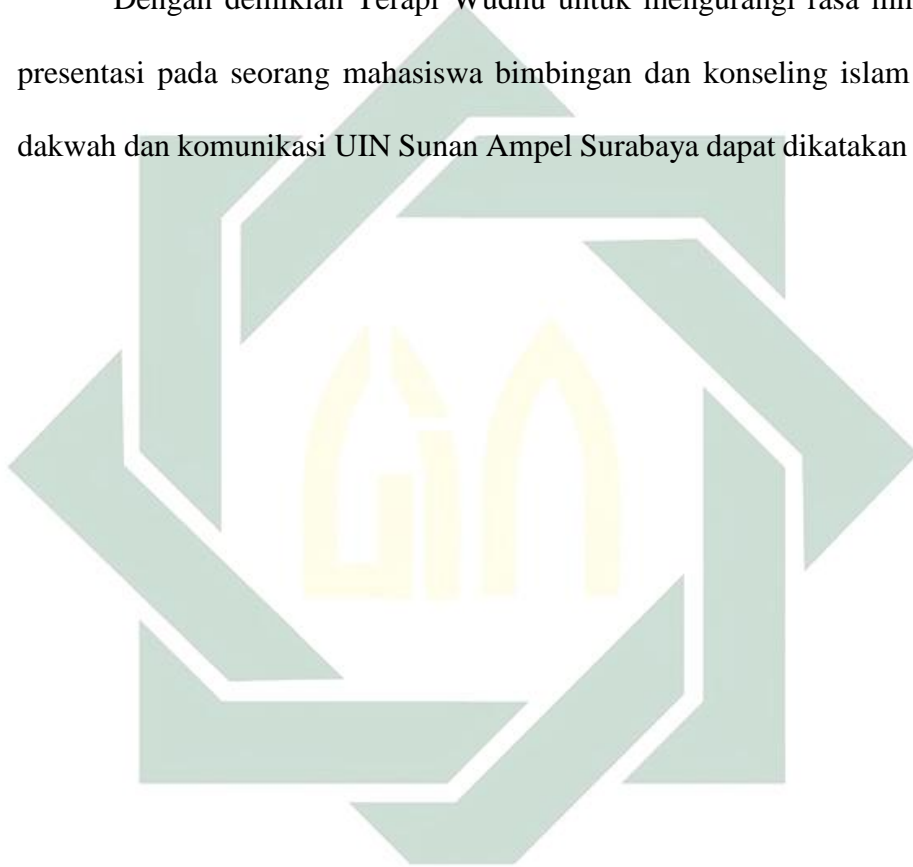 Dengan demikian Terapi Wudhu untuk mengurangi rasa
presentasi pada seorang mahasiswa bimbingan dan konseling islam
dakwah dan komunikasi UIN Sunan Ampel Surabaya dapat dikatakan